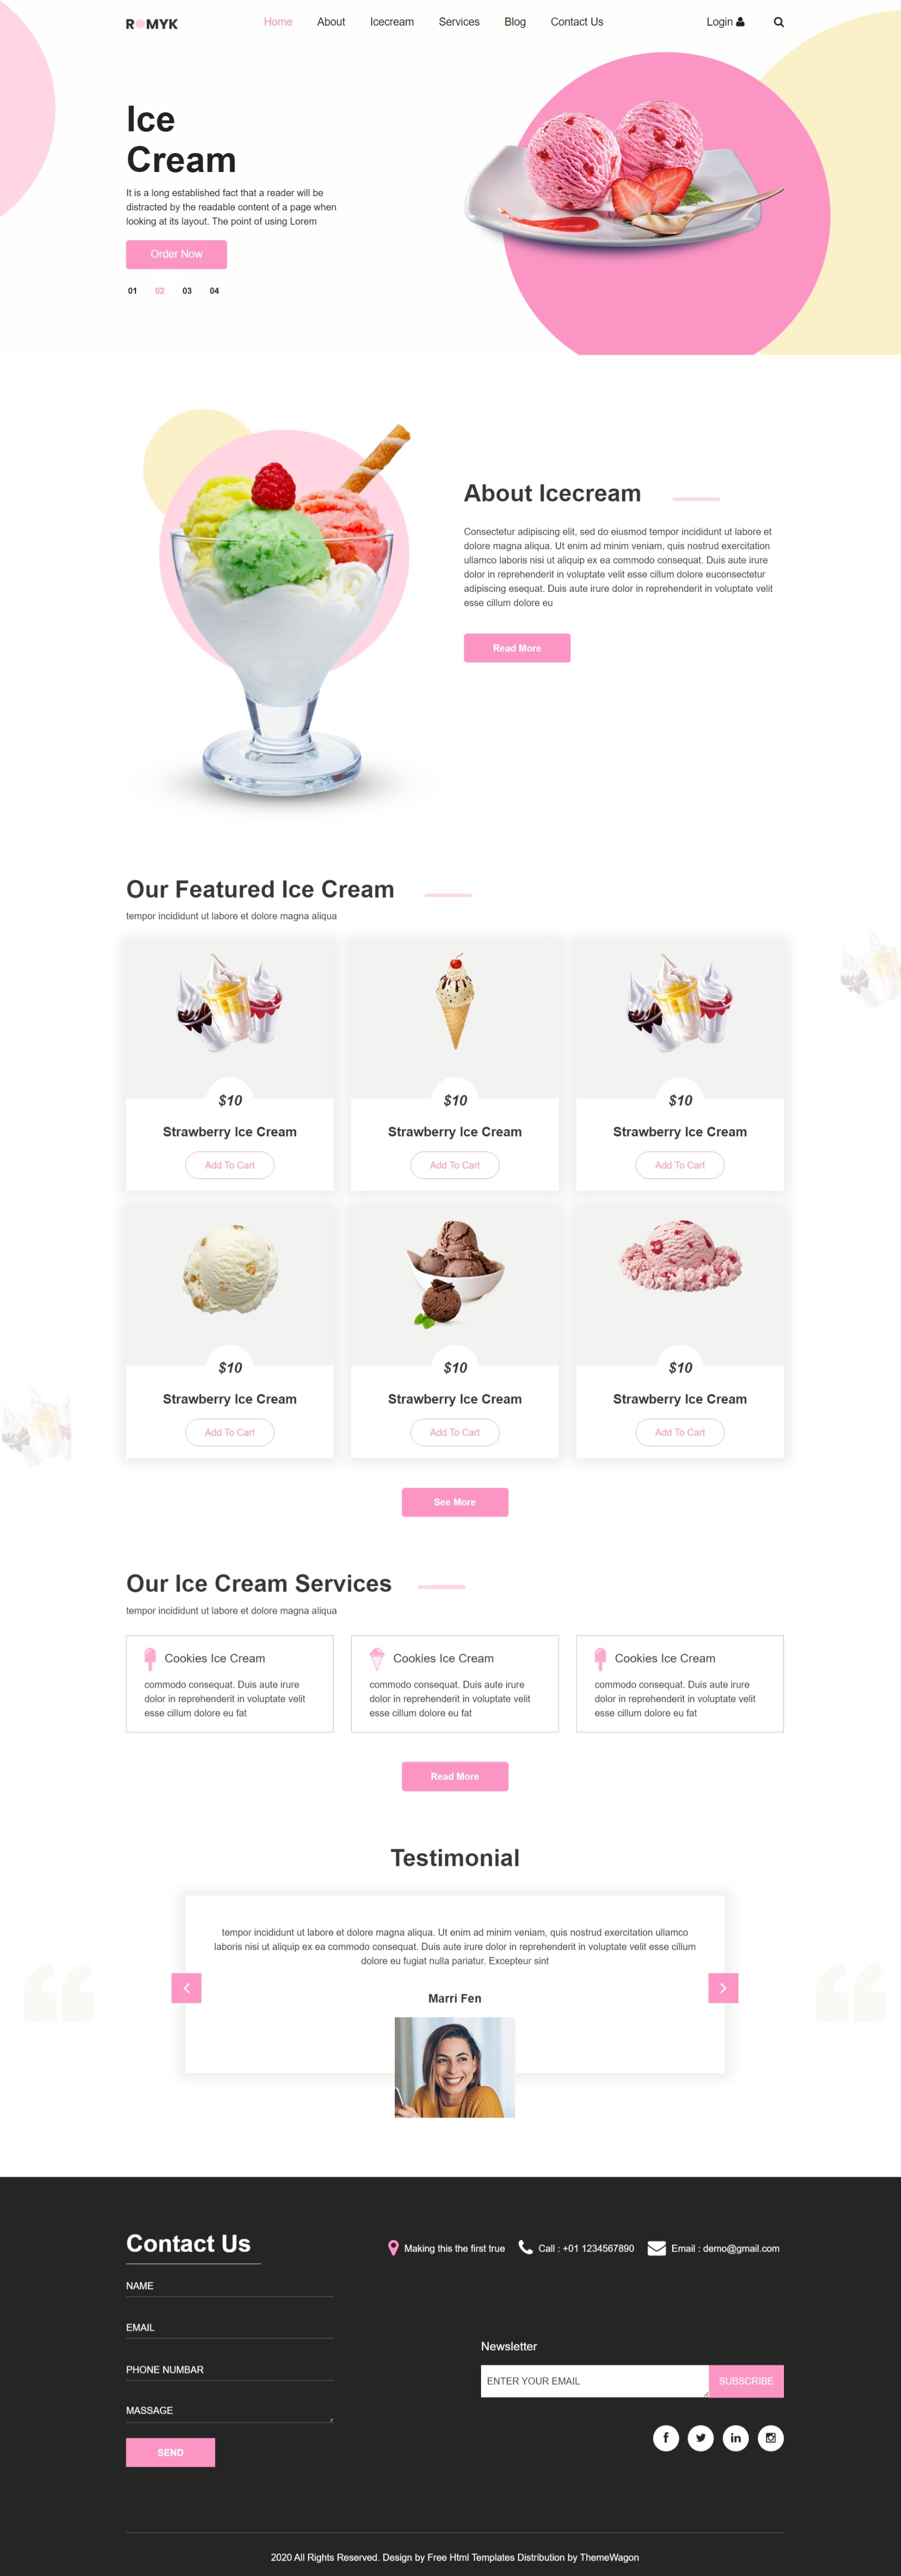 ROMYK
Home About Icecream Services Blog Contact Us Login
Ice
Cream
It is a long established fact that a reader will be
distracted by the readable content of a page when
looking at its layout. The point of using Lorem
Order Now
01 02 03 04
About Icecream
Consectetur adipiscing elit, sed do eiusmod tempor incididunt ut labore et
dolore magna aliqua. Ut enim ad minim veniam, quis nostrud exercitation
ullamco laboris nisi ut aliquip ex ea commodo consequat. Duis aute irure
dolor in reprehenderit in voluptate velit esse cillum dolore euconsectetur
adipiscing esequat. Duis aute irure dolor in reprehenderit in voluptate velit
esse cillum dolore eu
Read More
Our Featured Ice Cream
tempor incididunt ut labore et dolore magna aliqua
$10 $10 $10
Strawberry Ice Cream Strawberry Ice Cream Strawberry Ice Cream
Add To Cart Add To Cart Add To Cart
$10 $10 $10
Strawberry Ice Cream Strawberry Ice Cream Strawberry Ice Cream
Add To Cart Add To Cart Add To Cart
See More
Our Ice Cream Services
tempor incididunt ut labore et dolore magna aliqua
Cookies Ice Cream
commodo consequat. Duis aute irure
dolor in reprehenderit in voluptate velit
esse cillum dolore eu fat
Cookies Ice Cream
commodo consequat. Duis aute irure
dolor in reprehenderit in voluptate velit
esse cillum dolore eu fat
Cookies Ice Cream
commodo consequat. Duis aute irure
dolor in reprehenderit in voluptate velit
esse cillum dolore eu fat
Read More
Testimonial
tempor incididunt ut labore et dolore magna aliqua. Ut enim ad minim veniam, quis nostrud exercitation ullamco
laboris nisi ut aliquip ex ea commodo consequat. Duis aute irure dolor in reprehenderit in voluptate velit esse cillum
dolore eu fugiat nulla pariatur. Excepteur sint
Marri Fen
Contact Us
Making this the first true Call : +01 1234567890 Email : demo@gmail.com
NAME
EMAIL
PHONE NUMBAR
MASSAGE
SEND
Newsletter
ENTER YOUR EMAIL SUBSCRIBE
2020 All Rights Reserved. Design by Free Html Templates Distribution by ThemeWagon